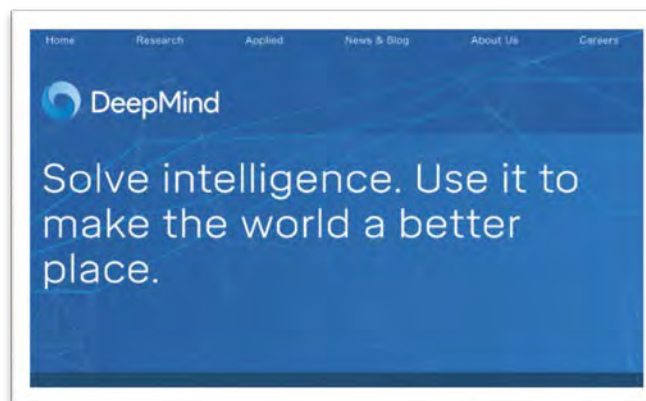 Home Research Applied News & Blog About Us Careers
DeepMind
Solve intelligence. Use it to
make the world a better
place.